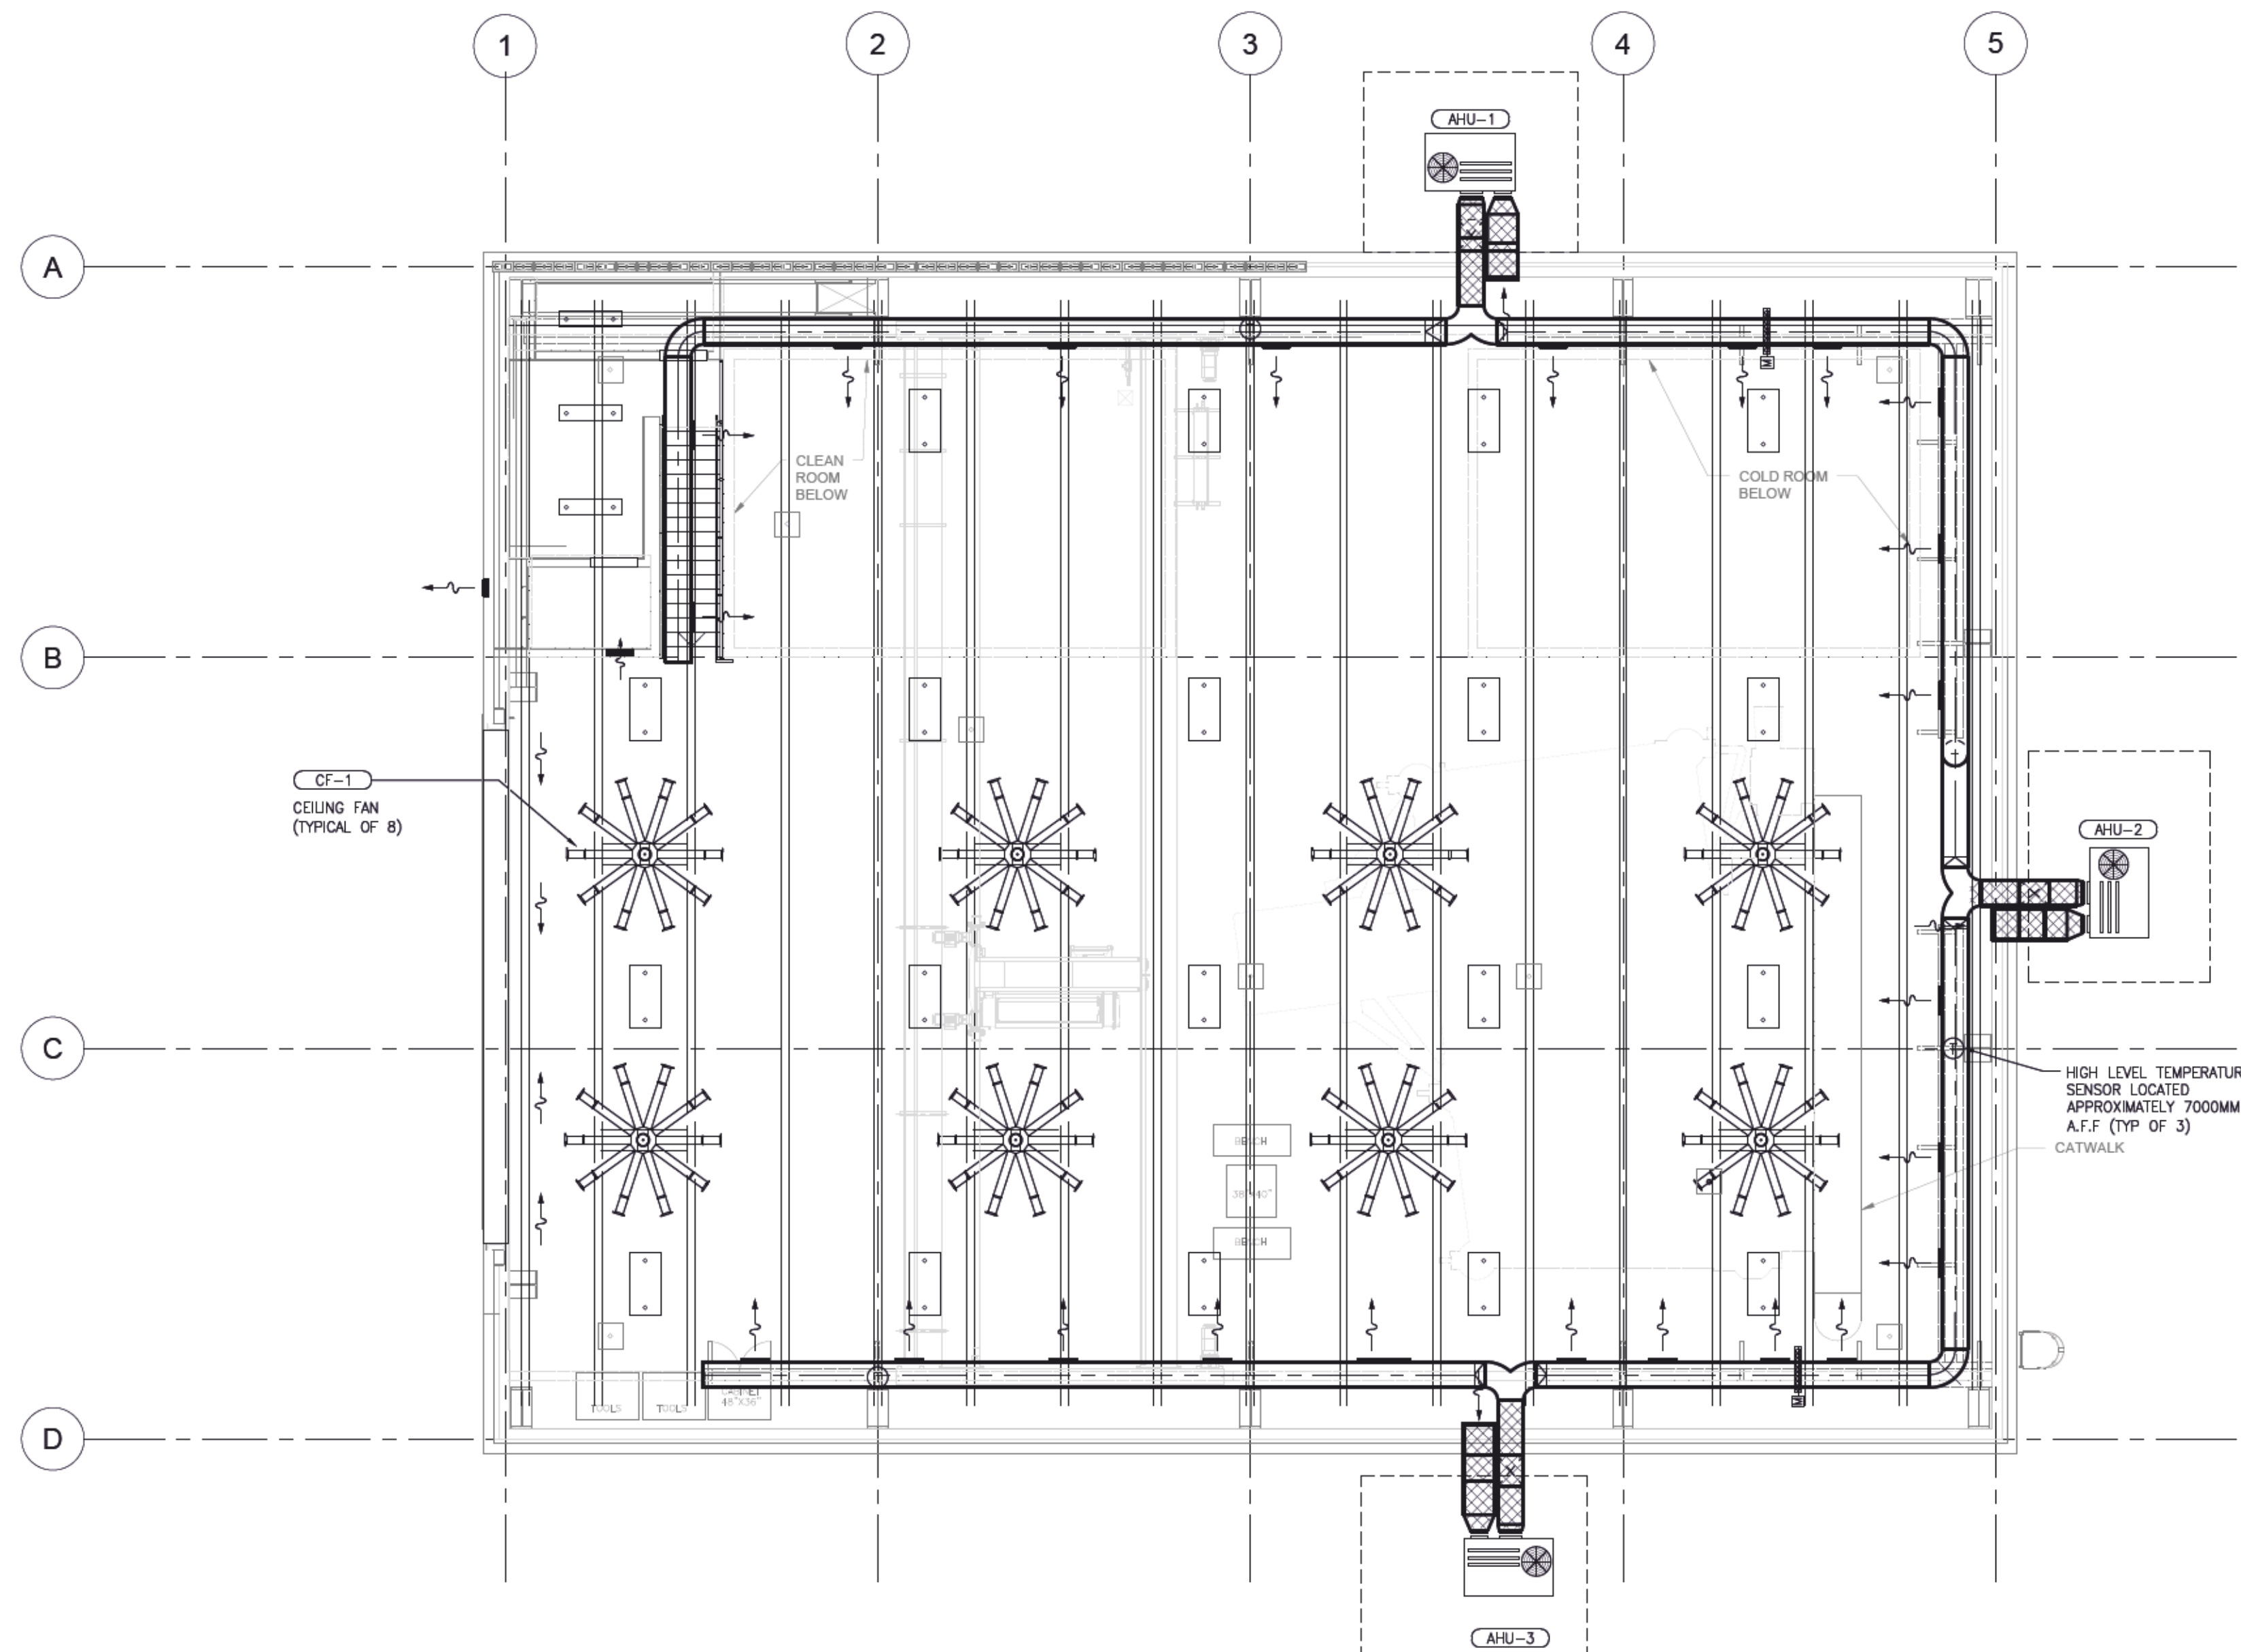 1
2
3
4
5
AHU-1
A
CLEAN
ROOM
BELOW
COLD ROOM
BELOW
M
B
CF-1
CEILING FAN
(TYPICAL OF 8)
AHU-2
C
T
HIGH LEVEL TEMPERATUR
SENSOR LOCATED
APPROXIMATELY 7000MM
A.F.F (TYP OF 3)
CATWALK
BENCH
38"X40"
BENCH
T
TOOLS
TOOLS
CABINET
48"X36"
M
D
AHU-3